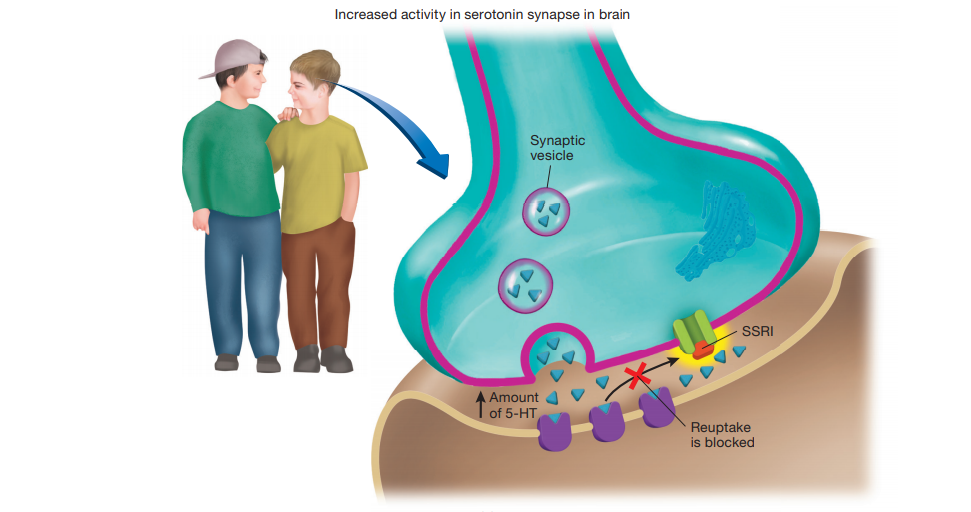 Increased activity in serotonin synapse in brain
Synaptic
vesicle
SSRI
Amount
of 5-HT
Reuptake
is blocked